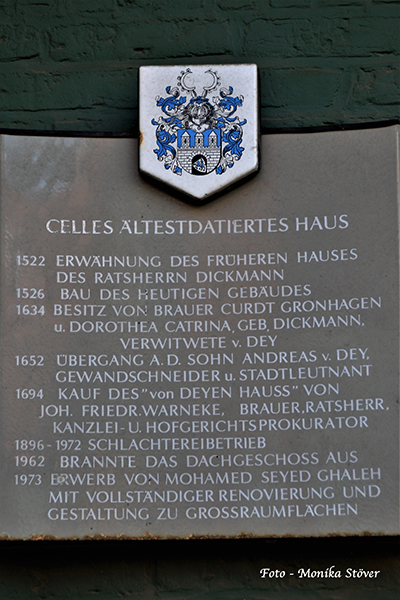 CELLES ÄLTESTDATIERTES HAUS
1522 ERWÄHNUNG DES FRÜHEREN HAUSES
DES RATSHERRN DICKMANN
1526 BAU DES HEUTIGEN GEBÄUDES
1634 BESITZ VON BRAUER CURDT GRONHAGEN
u. DOROTHEA CATRINA, GEB. DICKMANN,
VERWITWETE v. DEY
1652 ÜBERGANG A. D. SOHN ANDREAS v. DEY,
GEWANDSCHNEIDER u. STADTLEUTNANT
1694 KAUF DES "von DEYEN HAUSS" VON
JOH. FRIEDR. WARNEKE, BRAUER, RATSHERR,
KANZLEI- U. HOFGERICHTSPROKURATOR
1896-1972 SCHLACHTEREIBETRIEB
1962 BRANNTE DAS DACHGESCHOSS AUS
1973 ERWERB VON MOHAMED SEYED GHALEH
MIT VOLLSTÄNDIGER RENOVIERUNG UND
GESTALTUNG ZU GROSSRAUMFLÄCHEN
Foto - Monika Stöver